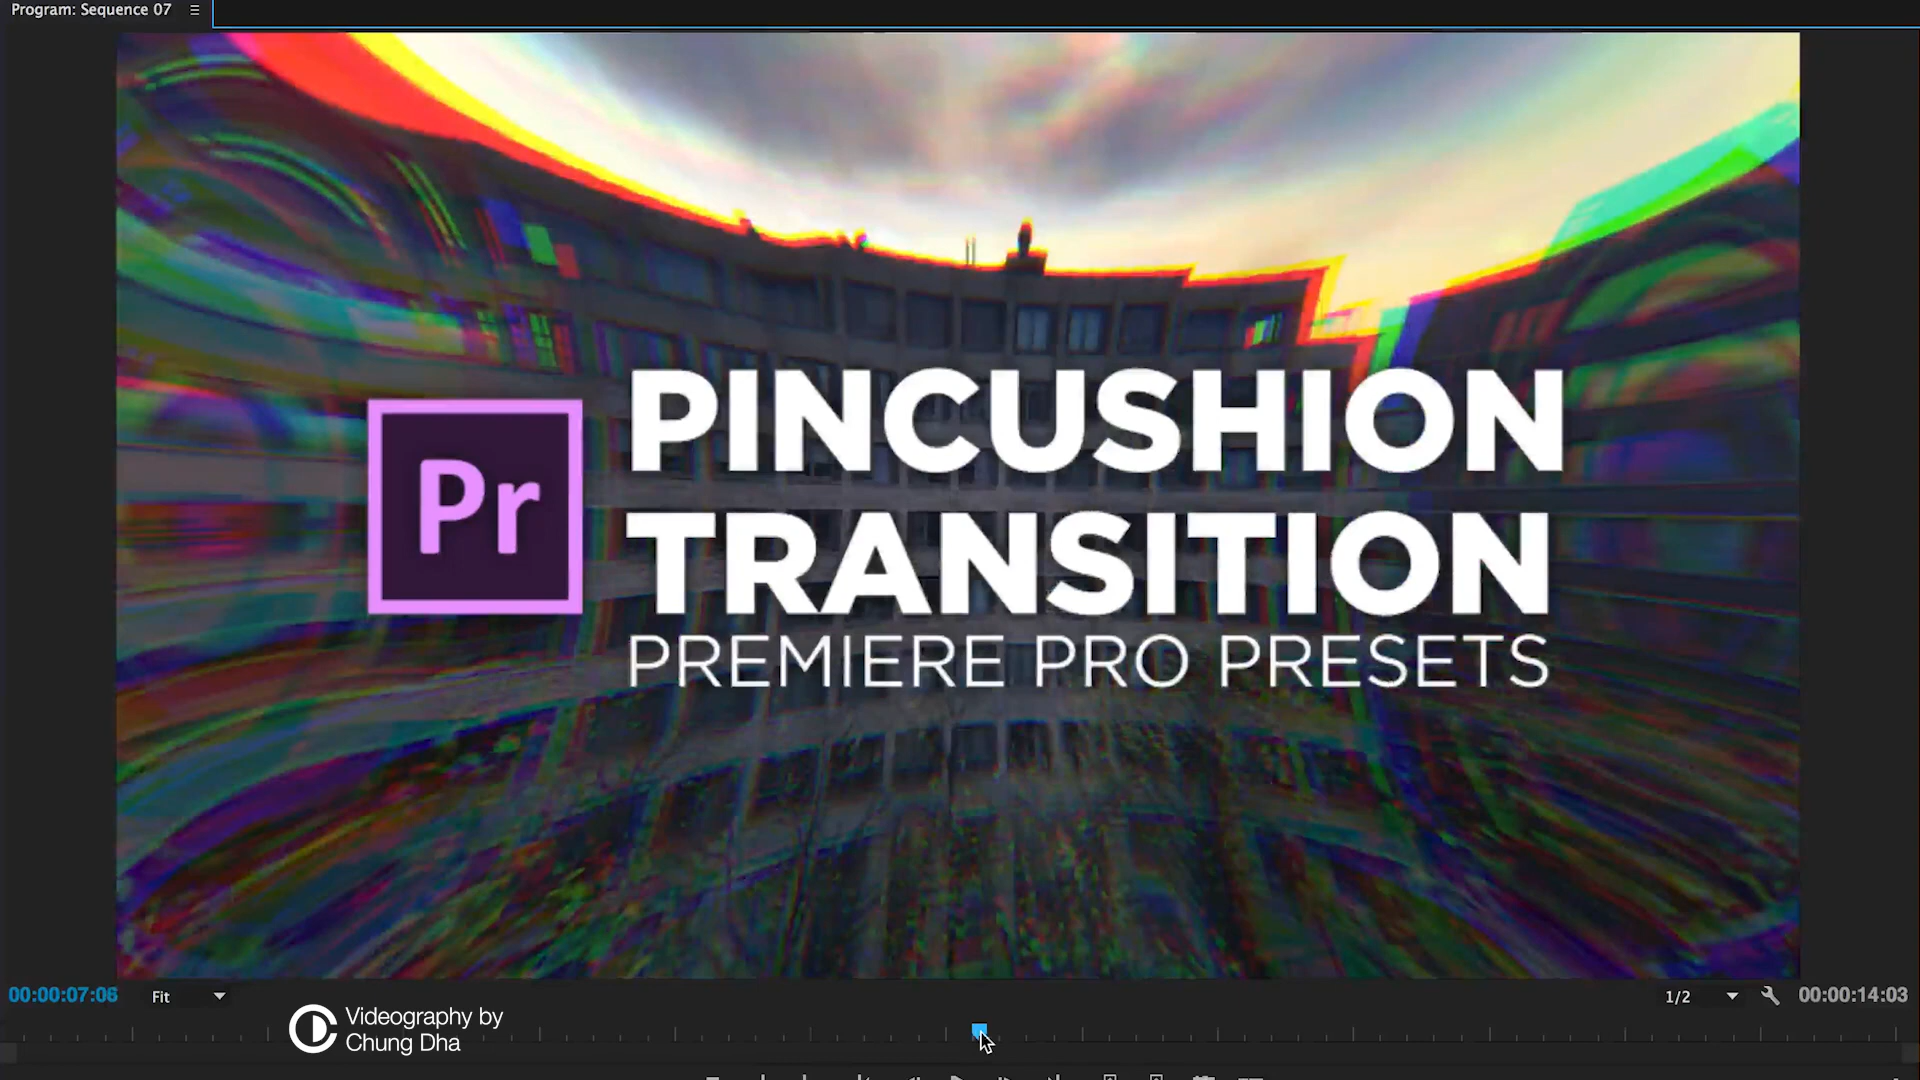 Program: Sequence 07
PINCUSHION
Pr
TRANSITION
PREMIERE PRO PRESETS
00:00:07:06
Fit
1/2
00:00:14:03
Videography by
Chung Dha